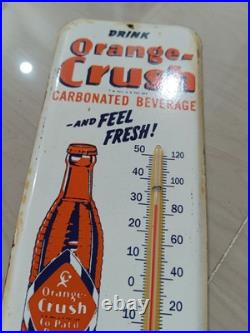 DRINK
Orange-
Crush
CARBONATED BEVERAGE
—AND FEEL
FRESH!
50 120
40 100
30 80
20 60
10 40
0
10 20
Orange-
Crush